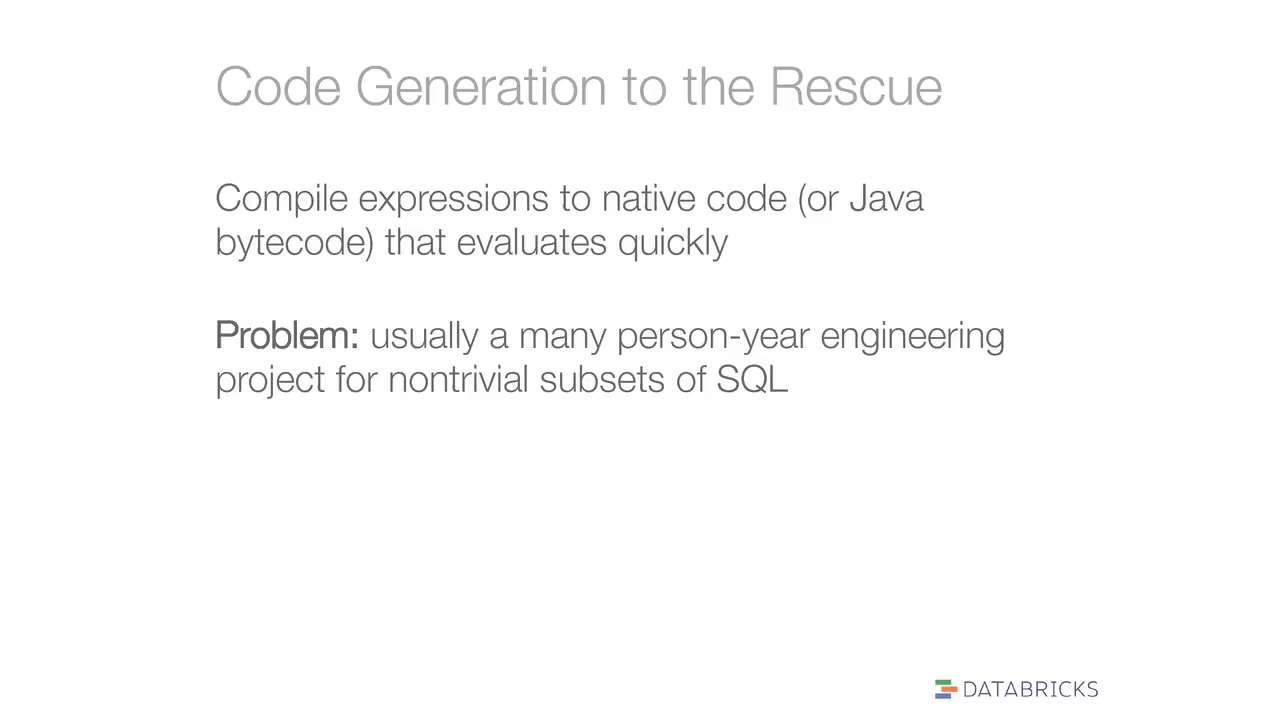 Code Generation to the Rescue
Compile expressions to native code (or Java
bytecode) that evaluates quickly
Problem: usually a many person-year engineering
project for nontrivial subsets of SQL
DATABRICKS